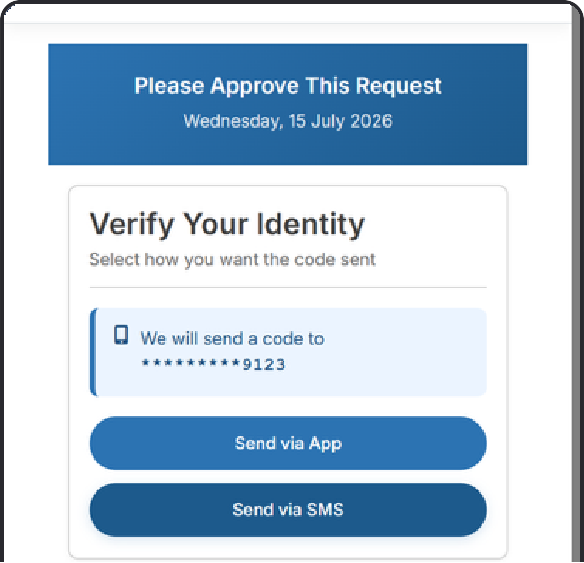 Please Approve This Request
Wednesday, 15 July 2026
Verify Your Identity
Select how you want the code sent
We will send a code to
*********9123
Send via App
Send via SMS